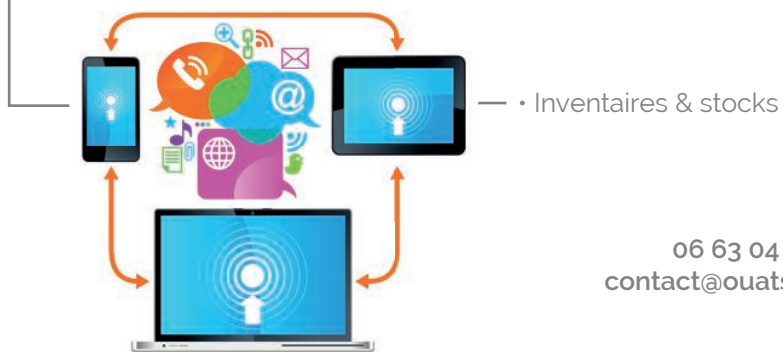 @
• Inventaires & stocks
06 63 04
contact@ouats